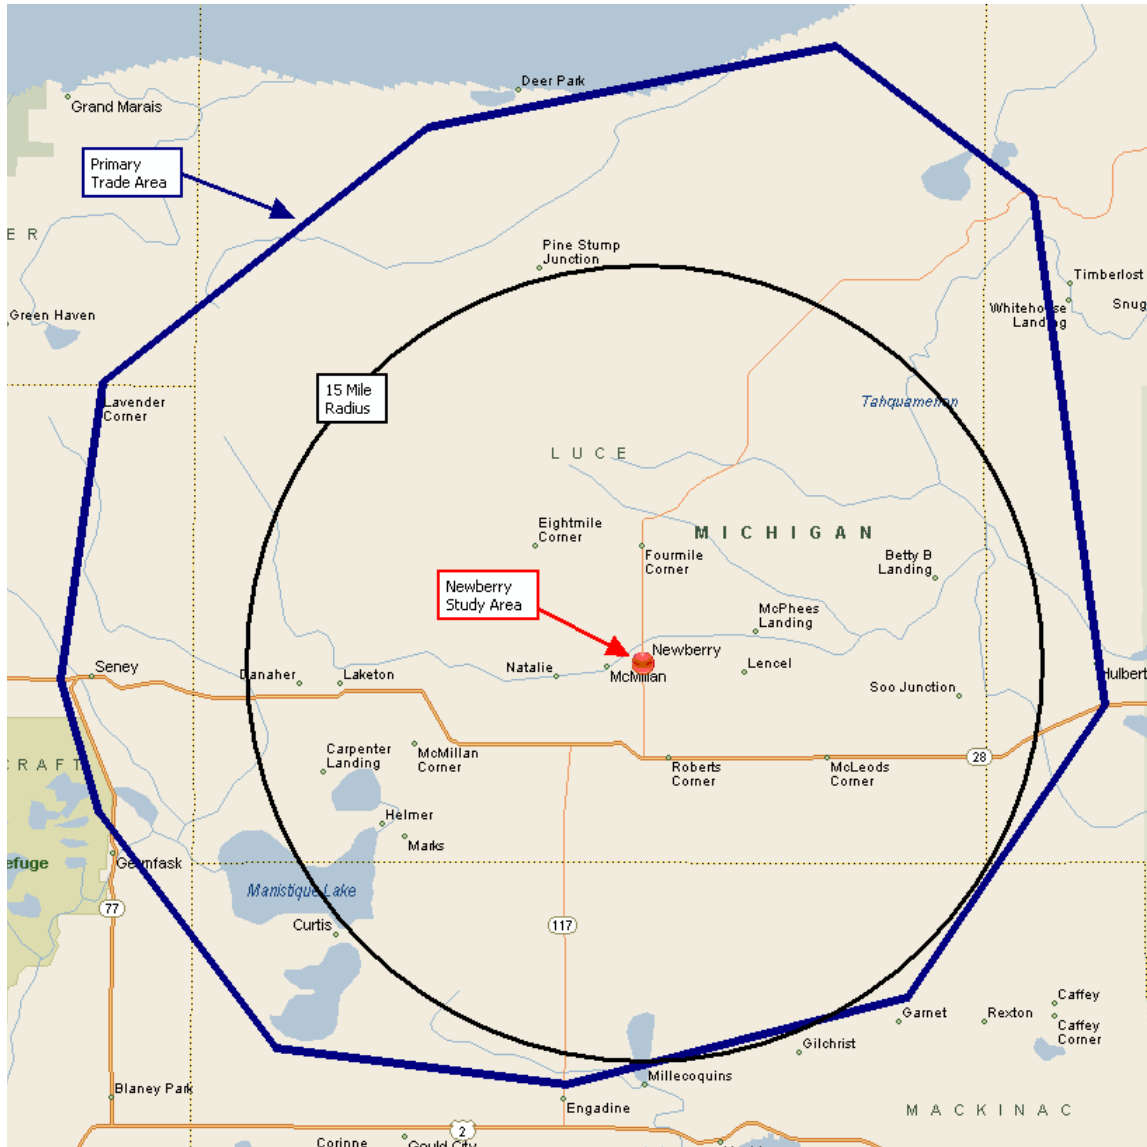 Deer Park
Grand Marais
Primary
Trade Area
E R
Pine Stump
Junction
Timberlost
Green Haven
Whitehouse
Landing
Snug
15 Mile
Radius
Lavender
Corner
Tahquamenon
L U C E
Eightmile
Corner
M I C H I G A N
Fourmile
Corner
Betty B
Landing
Newberry
Study Area
McPhees
Landing
Newberry
Seney
Danaher
Laketon
Natalie
McMillan
Lencel
Hulbert
Soo Junction
C R A F T
Carpenter
Landing
McMillan
Corner
Roberts
Corner
McLeods
Corner
28
Helmer
Marks
Germfask
efuge
Manistique Lake
77
Curtis
117
Garnet
Rexton
Caffey
Caffey
Corner
Gilchrist
Millecoquins
Blaney Park
Engadine
M A C K I N A C
2
Corinne
Gould City